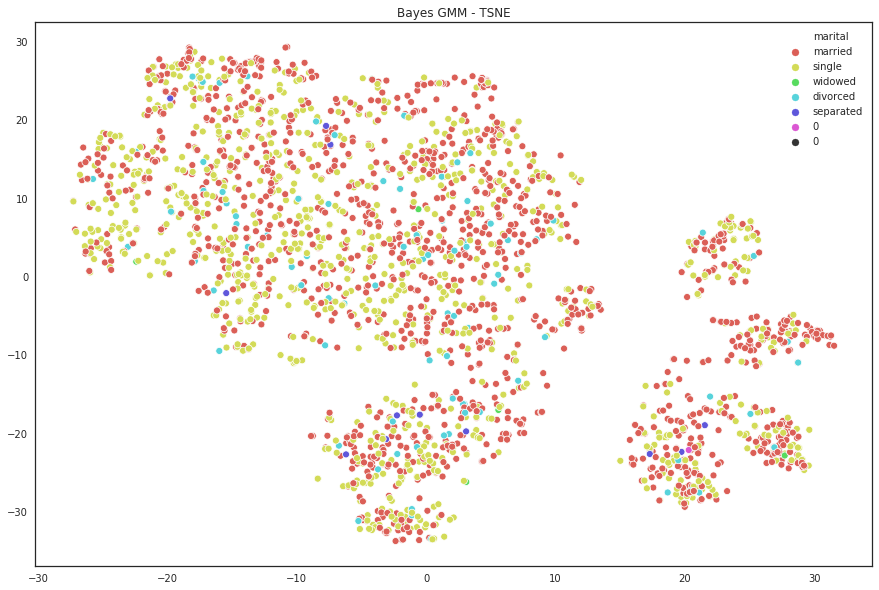 Bayes GMM - TSNE
marital
married
single
widowed
divorced
separated
0
0
30
20
10
0
−10
−20
−30
−30 −20 −10 0 10 20 30